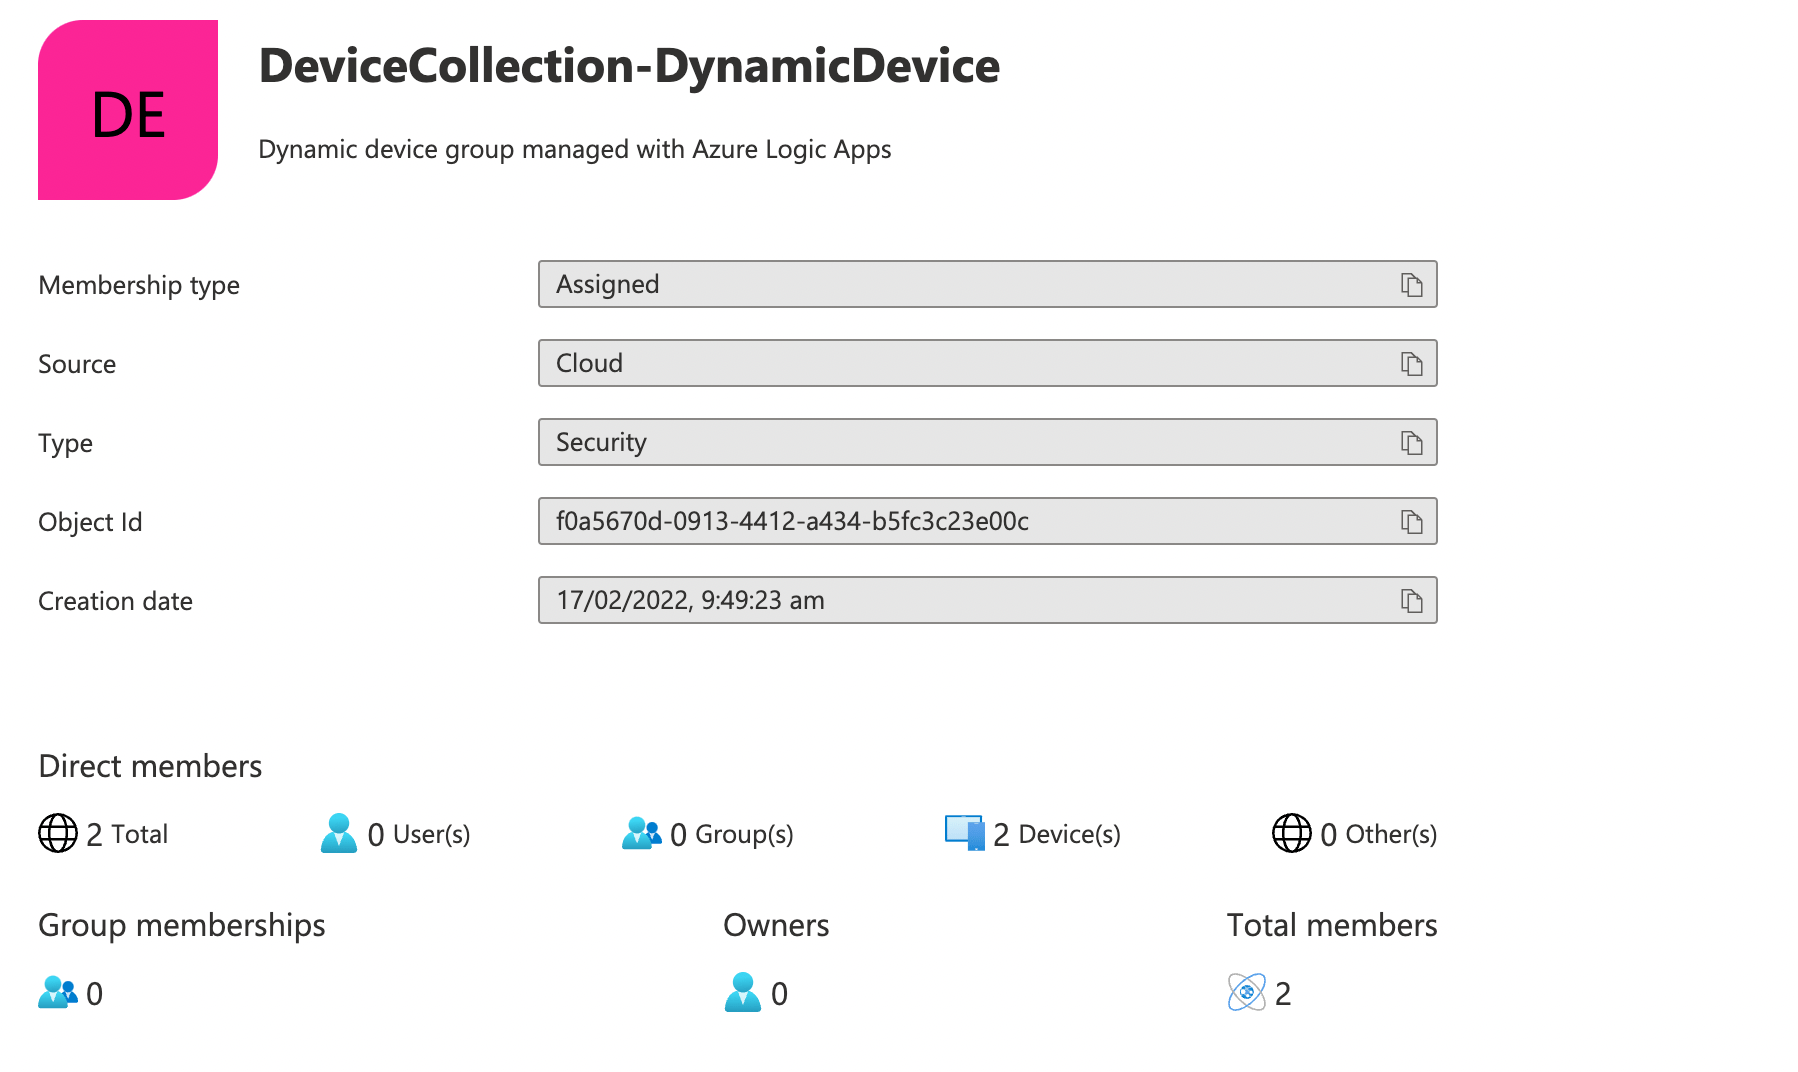 DE
DeviceCollection-DynamicDevice
Dynamic device group managed with Azure Logic Apps
Membership type Assigned
Source Cloud
Type Security
Object Id f0a5670d-0913-4412-a434-b5fc3c23e00c
Creation date 17/02/2022, 9:49:23 am
Direct members
2 Total 0 User(s) 0 Group(s) 2 Device(s) 0 Other(s)
Group memberships Owners Total members
0 0 2